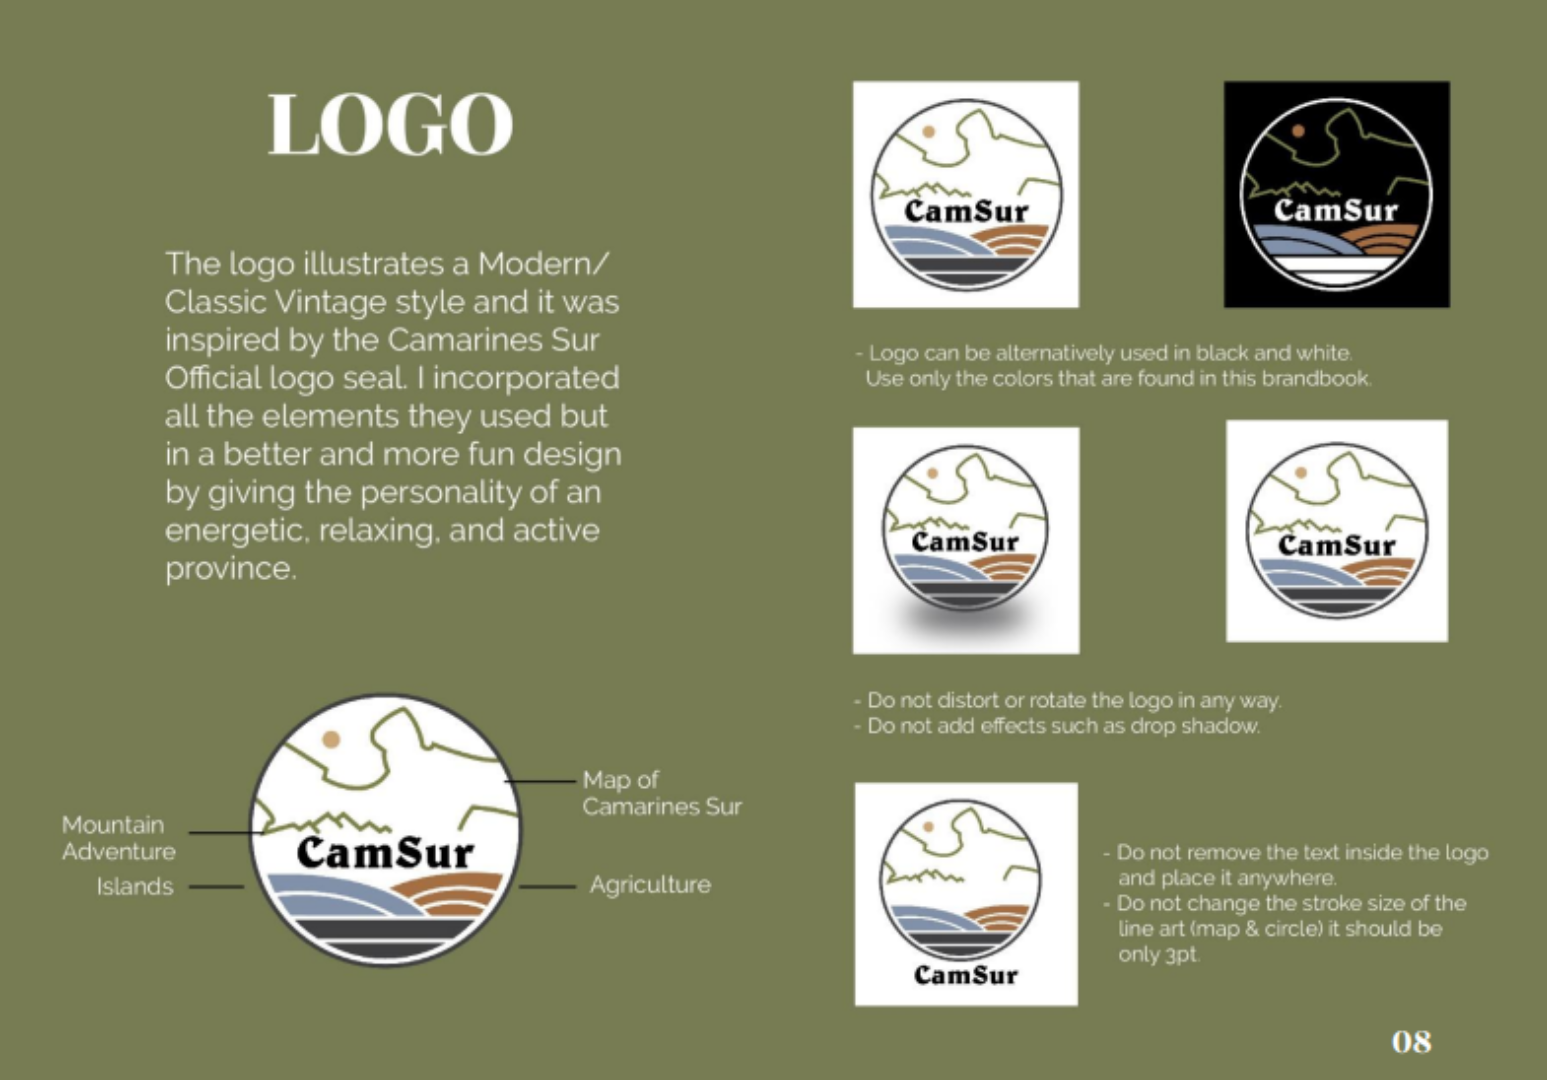 LOGO
The logo illustrates a Modern/
Classic Vintage style and it was
inspired by the Camarines Sur
Official logo seal. I incorporated
all the elements they used but
in a better and more fun design
by giving the personality of an
energetic, relaxing, and active
province.
Mountain
Adventure
Islands
CamSur
Map of
Camarines Sur
Agriculture
CamSur
CamSur
- Logo can be alternatively used in black and white.
Use only the colors that are found in this brandbook.
CamSur
CamSur
- Do not distort or rotate the logo in any way.
- Do not add effects such as drop shadow.
CamSur
- Do not remove the text inside the logo
and place it anywhere.
- Do not change the stroke size of the
line art (map & circle) it should be
only 3pt.
08